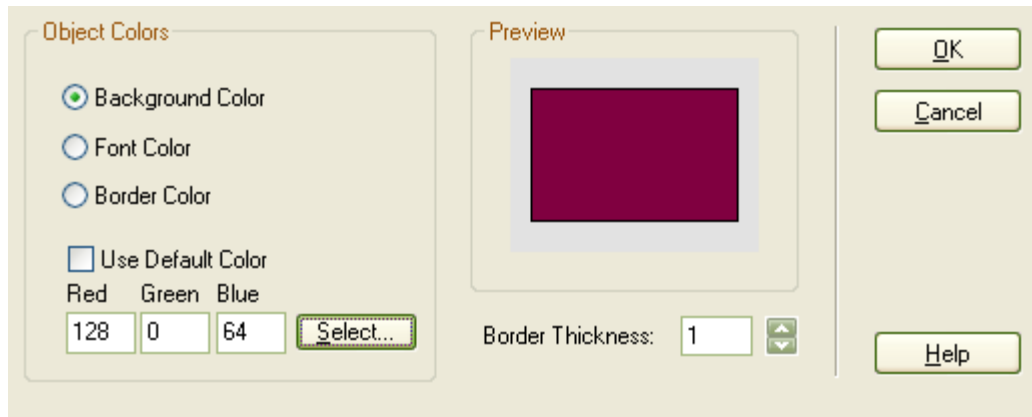 Object Colors
Background Color
Font Color
Border Color
Use Default Color
Red Green Blue
128 0 64 Select...
Preview
Border Thickness: 1
OK
Cancel
Help